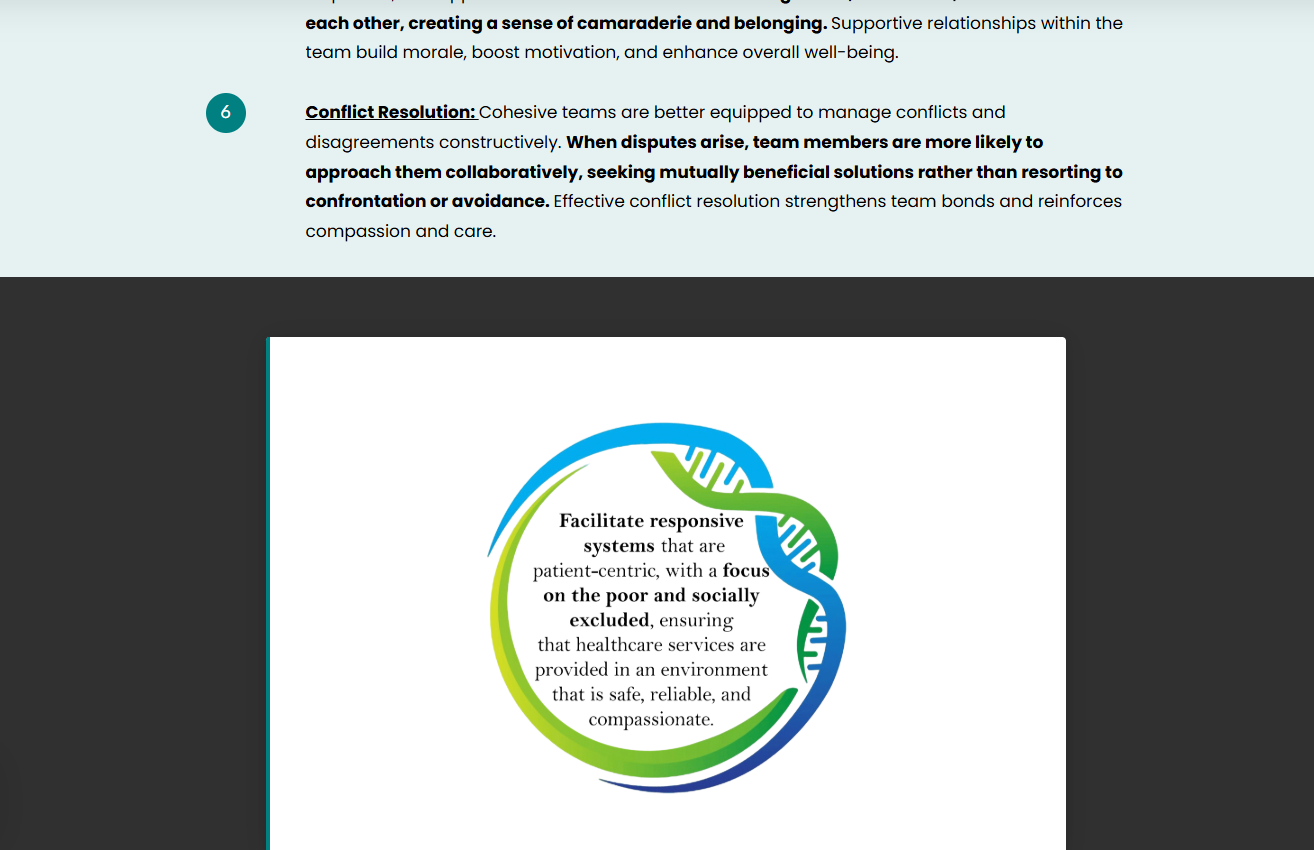 each other, creating a sense of camaraderie and belonging. Supportive relationships within the
team build morale, boost motivation, and enhance overall well-being.
6
Conflict Resolution: Cohesive teams are better equipped to manage conflicts and
disagreements constructively. When disputes arise, team members are more likely to
approach them collaboratively, seeking mutually beneficial solutions rather than resorting to
confrontation or avoidance. Effective conflict resolution strengthens team bonds and reinforces
compassion and care.
Facilitate responsive
systems that are
patient-centric, with a focus
on the poor and socially
excluded, ensuring
that healthcare services are
provided in an environment
that is safe, reliable, and
compassionate.